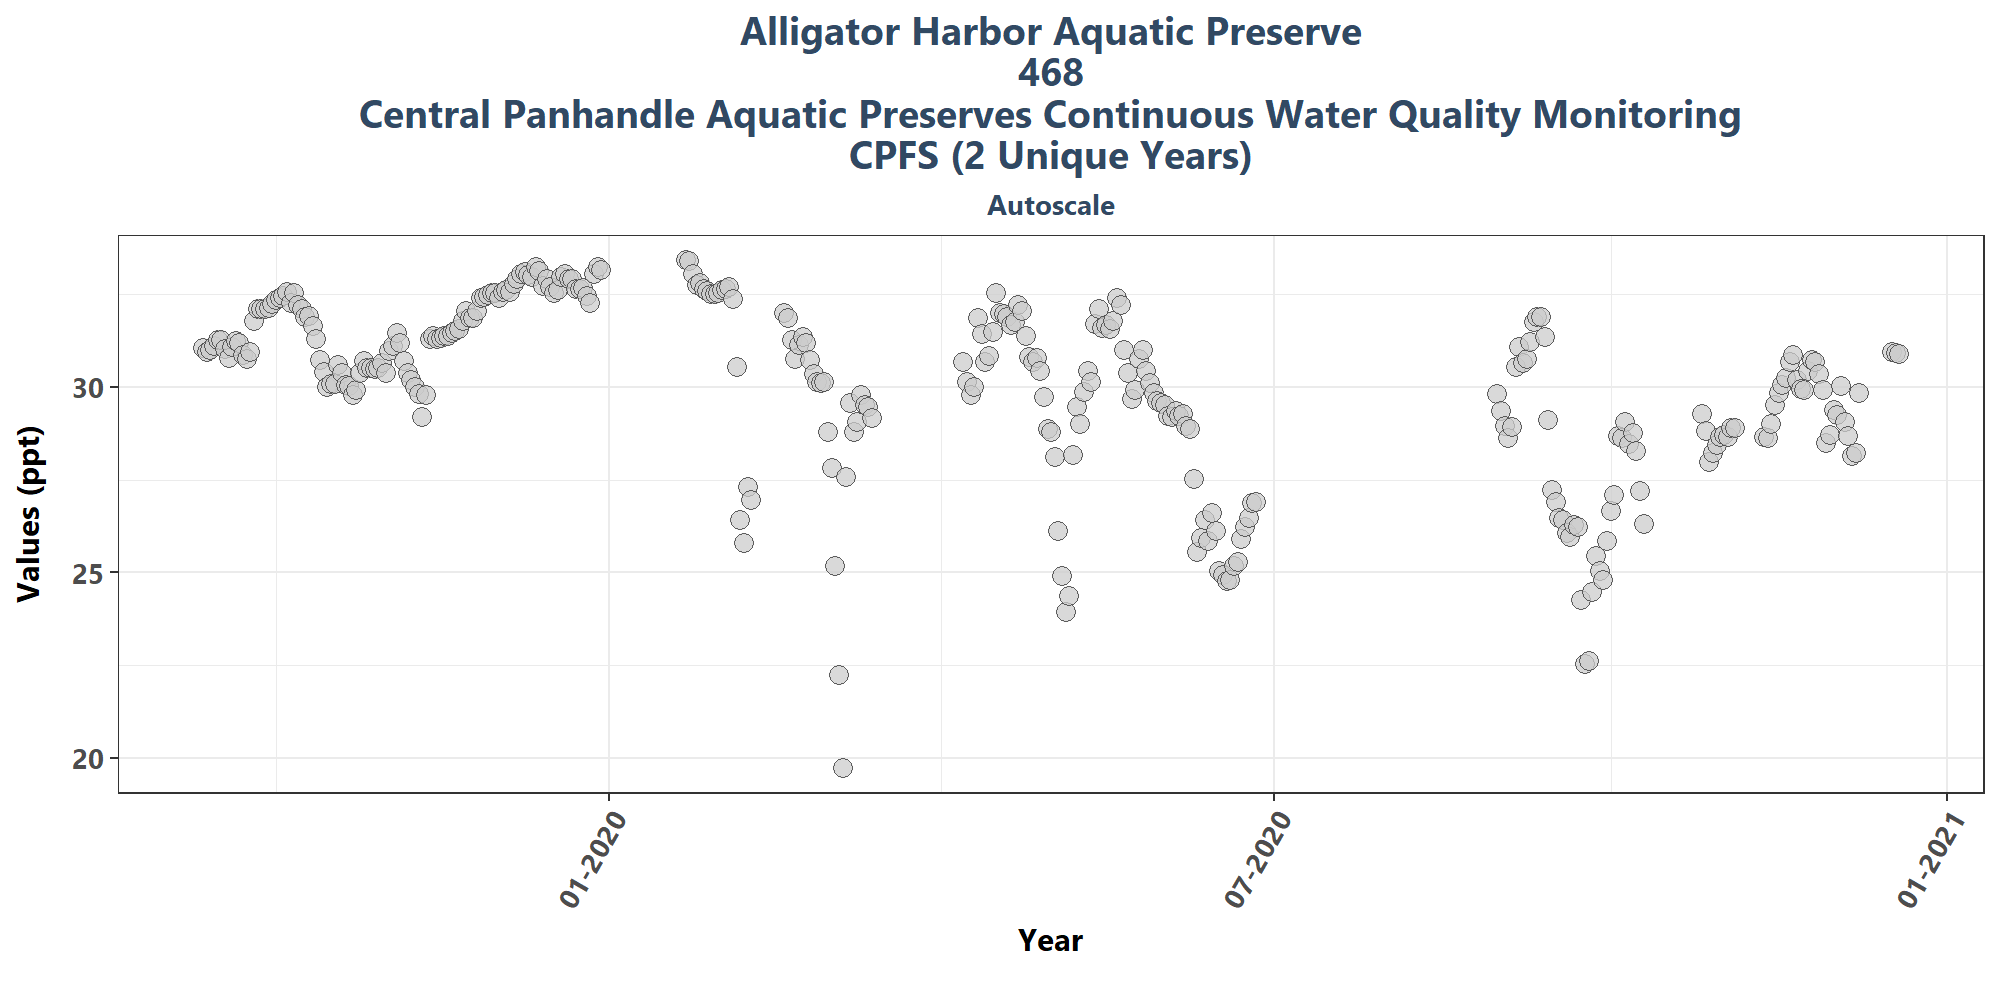 Alligator Harbor Aquatic Preserve
468
Central Panhandle Aquatic Preserves Continuous Water Quality Monitoring
CPFS (2 Unique Years)
Autoscale
Values (ppt)
30
25
20
01-2020
07-2020
01-2021
Year